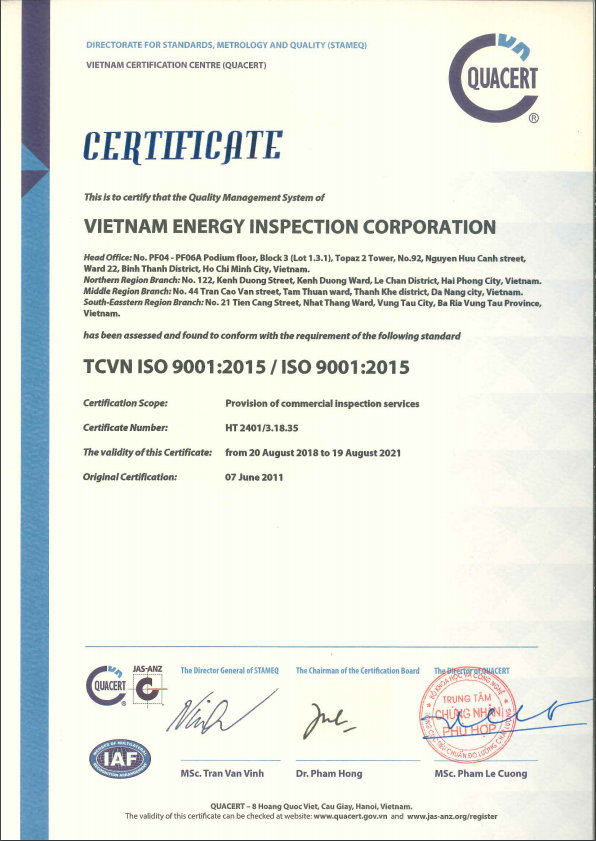 DIRECTORATE FOR STANDARDS, METROLOGY AND QUALITY (STAMEQ)
VIETNAM CERTIFICATION CENTRE (QUACERT)
QUACERT
®
CERTIFICATE
This is to certify that the Quality Management System of
VIETNAM ENERGY INSPECTION CORPORATION
Head Office: No. PF04 - PF06A Podium floor, Block 3 (Lot 1.3.1), Topaz 2 Tower, No.92, Nguyen Huu Canh street,
Ward 22, Binh Thanh District, Ho Chi Minh City, Vietnam.
Northern Region Branch: No. 122, Kenh Duong Street, Kenh Duong Ward, Le Chan District, Hai Phong City, Vietnam.
Middle Region Branch: No. 44 Tran Cao Van street, Tam Thuan ward, Thanh Khe district, Da Nang city, Vietnam.
South-Eastern Region Branch: No. 21 Tien Cang Street, Nhat Thang Ward, Vung Tau City, Ba Ria Vung Tau Province,
Vietnam.
has been assessed and found to conform with the requirement of the following standard
TCVN ISO 9001:2015 / ISO 9001:2015
Certification Scope: Provision of commercial inspection services
Certificate Number: HT 2401/3.18.35
The validity of this Certificate: from 20 August 2018 to 19 August 2021
Original Certification: 07 June 2011
QUACERT
®
JAS-ANZ
The Director General of STAMEQ
The Chairman of the Certification Board
The Director of QUACERT
BỘ KHOA HỌC VÀ CÔNG NGHỆ
TRUNG TÂM
CHỨNG NHẬN
PHÙ HỢP
IAF
MSc. Tran Van Vinh
Dr. Pham Hong
MSc. Pham Le Cuong
QUACERT – 8 Hoang Quoc Viet, Cau Giay, Hanoi, Vietnam.
The validity of this certificate can be checked at website: www.quacert.gov.vn and www.jas-anz.org/register